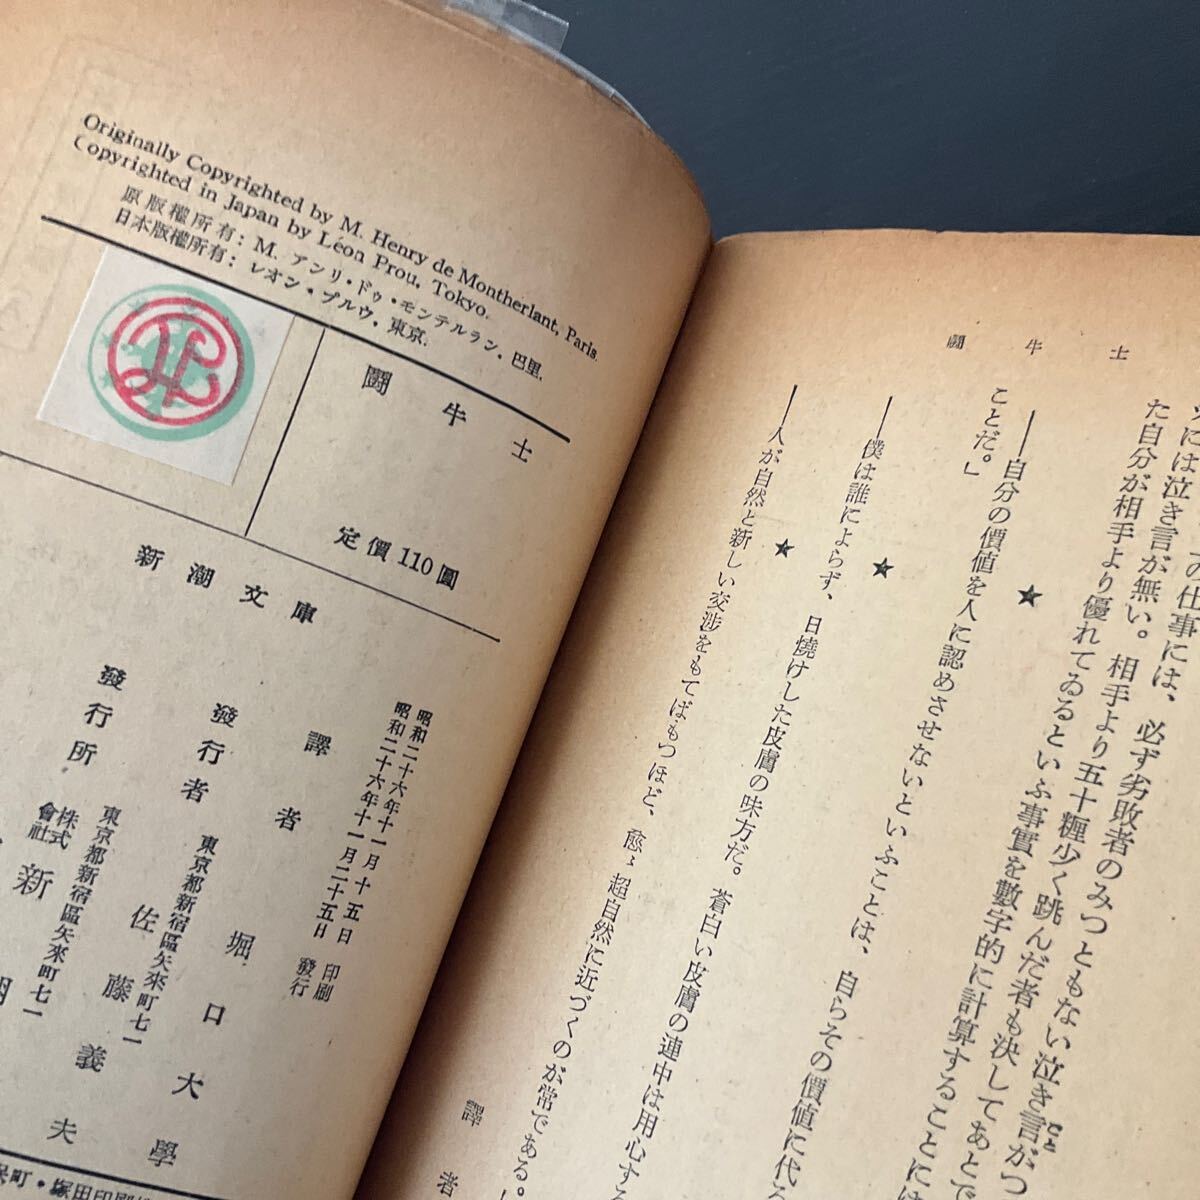 闘牛士
の仕事には、必ず劣敗者のみつともない泣き言がつ
には泣き言が無い。相手より五十糎少く跳んだ者も決してあとで
た自分が相手より優れてゐるといふ事實を數字的に計算することには
――自分の價値を人に認めさせないといふことは、自らその價値に代
ことだ。」
★
――僕は誰によらず、日燒けした皮膚の味方だ。蒼白い皮膚の連中は用心する
★
――人が自然と新しい交渉をもてばもつほど、愈〻超自然に近づくのが常である。
★
譯者
Originally Copyrighted by M. Henry de Montherlant, Paris.
Copyrighted in Japan by Léon Prou, Tokyo.
原版權所有: M. アンリ・ドゥ・モンテルラン. 巴里.
日本版權所有: レオン・プルウ・東京.
闘牛士
定價110圓
新潮文庫
昭和二十六年十一月十五日 印刷
昭和二十六年十一月二十五日 發行
譯者 堀口大學
東京都新宿區矢來町七一
發行者 佐藤義夫
東京都新宿區矢來町七一
發行所 株式會社 新
町・塚田印刷